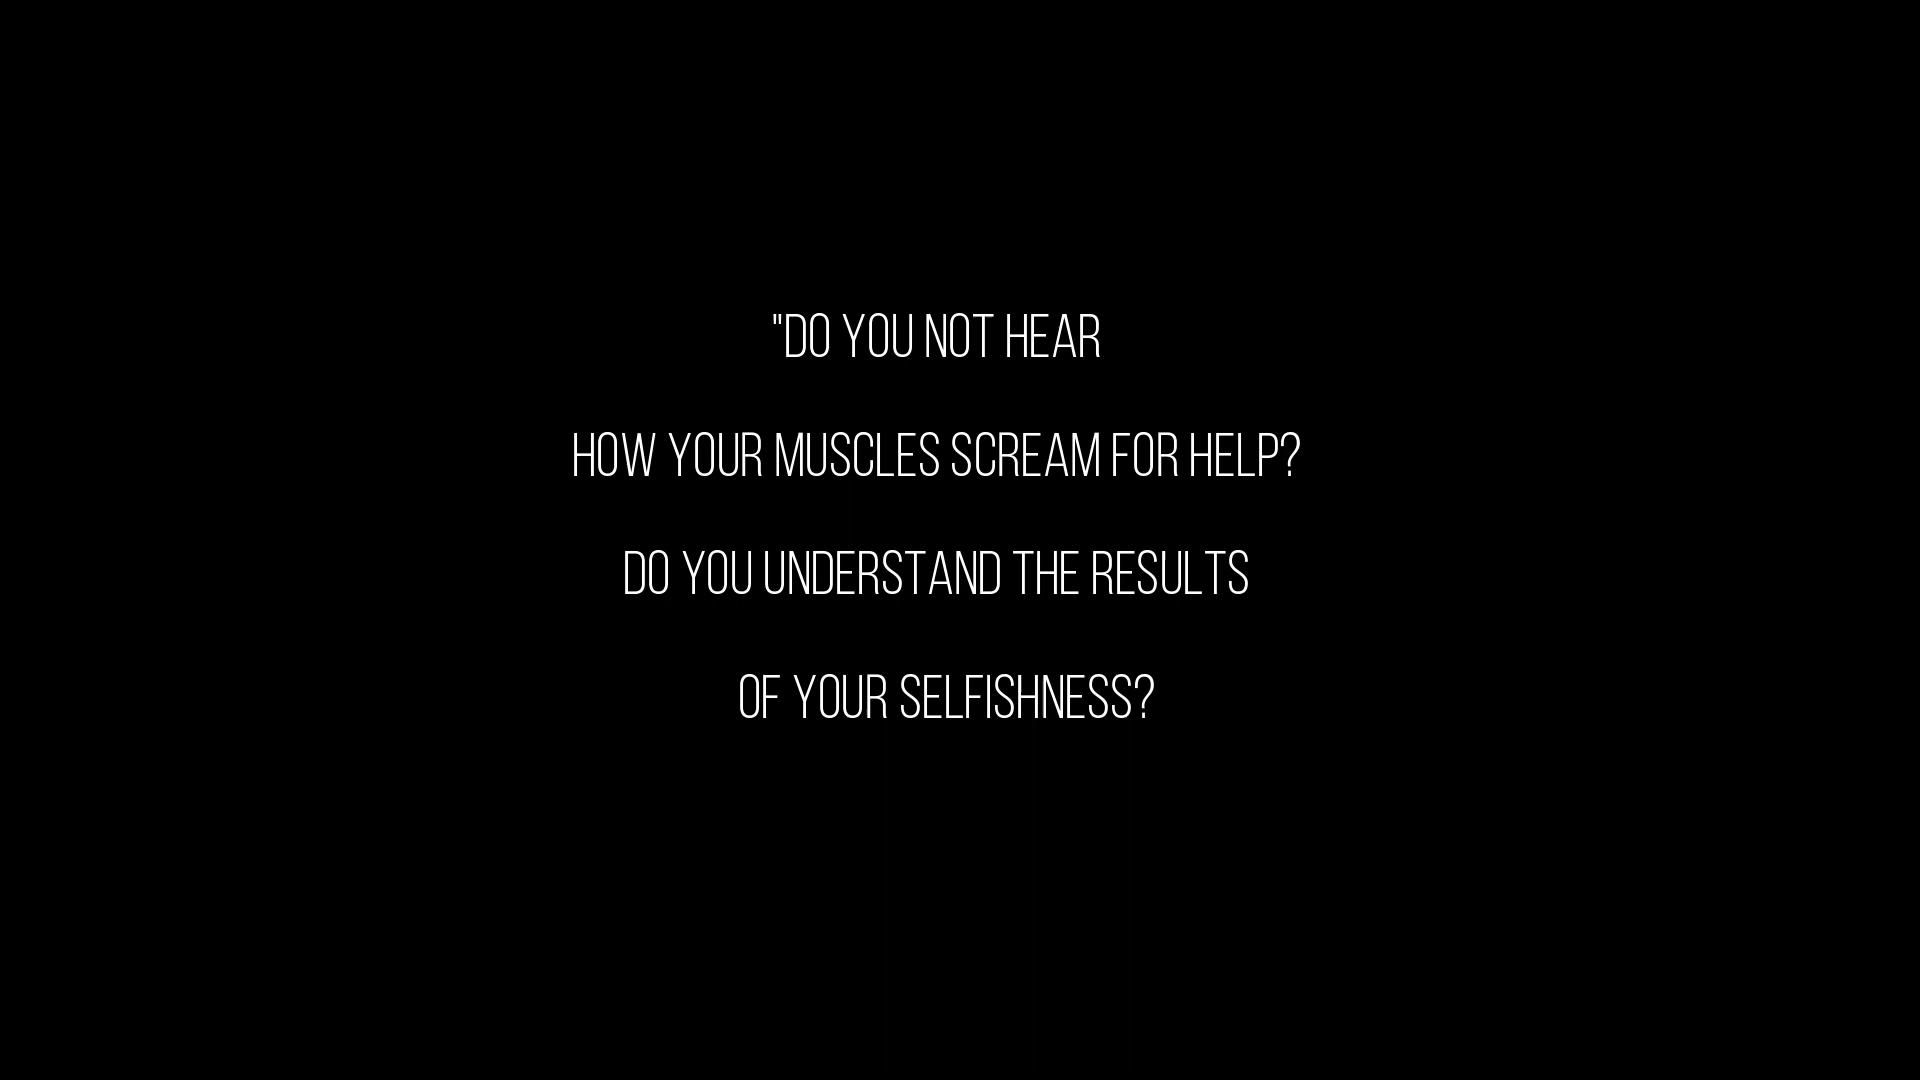 "DO YOU NOT HEAR
HOW YOUR MUSCLES SCREAM FOR HELP?
DO YOU UNDERSTAND THE RESULTS
OF YOUR SELFISHNESS?